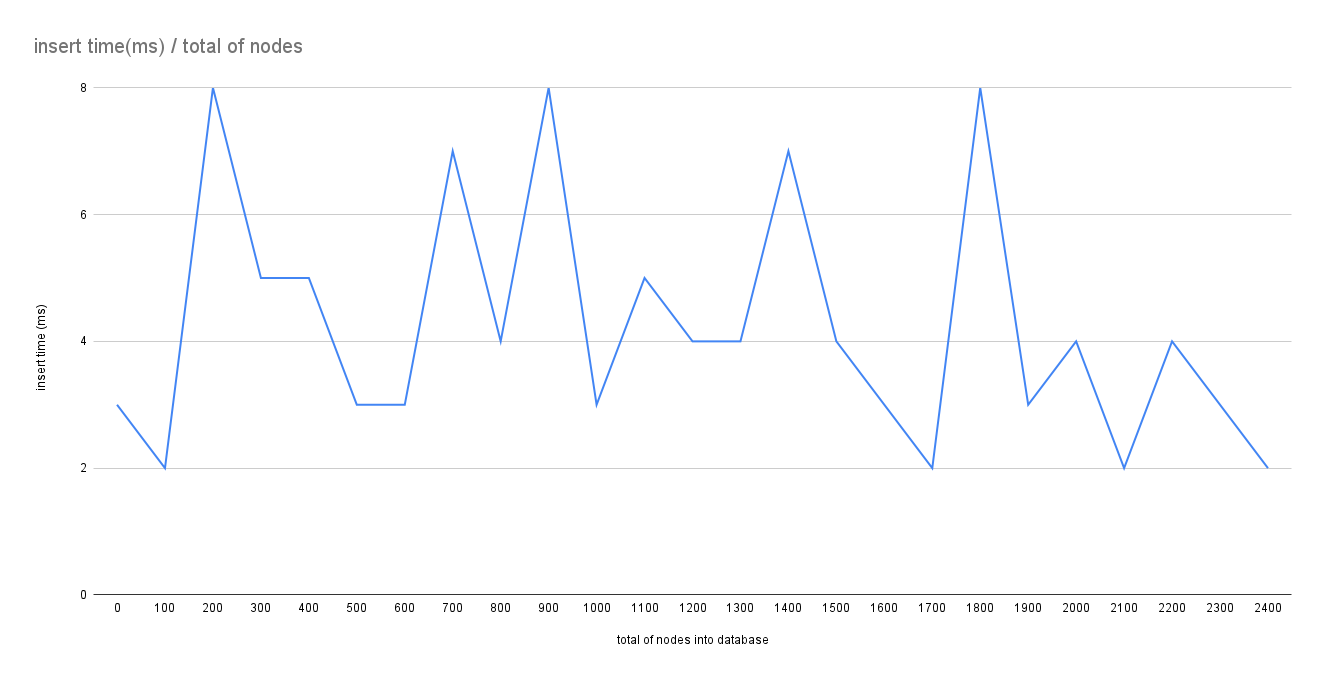 insert time(ms) / total of nodes
8
6
4
2
0
insert time (ms)
0 100 200 300 400 500 600 700 800 900 1000 1100 1200 1300 1400 1500 1600 1700 1800 1900 2000 2100 2200 2300 2400
total of nodes into database